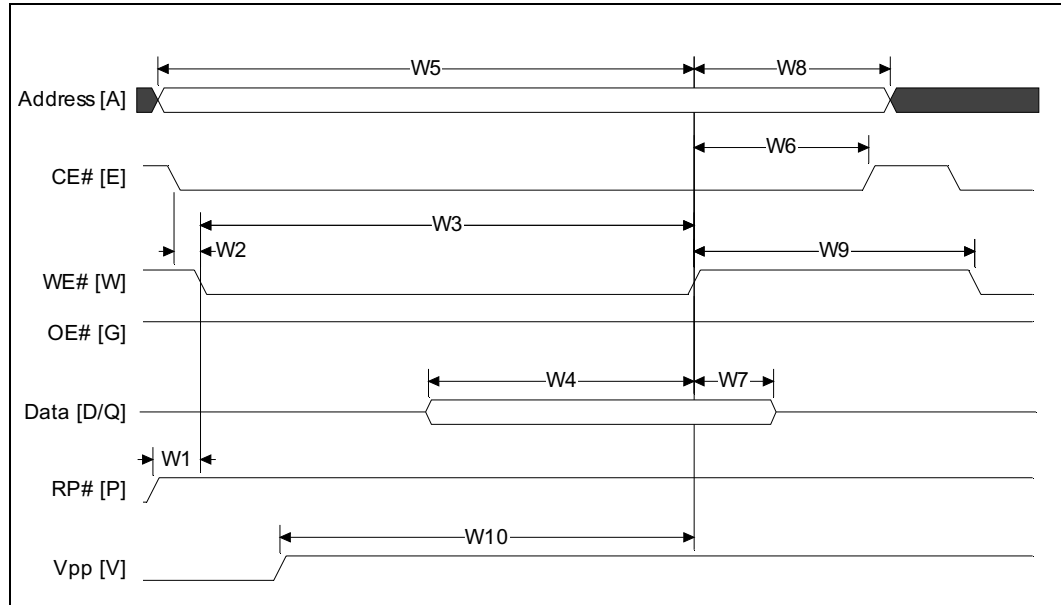 W5
W8
Address [A]
W6
CE# [E]
W3
W2
W9
WE# [W]
OE# [G]
W4
W7
Data [D/Q]
W1
RP# [P]
W10
Vpp [V]